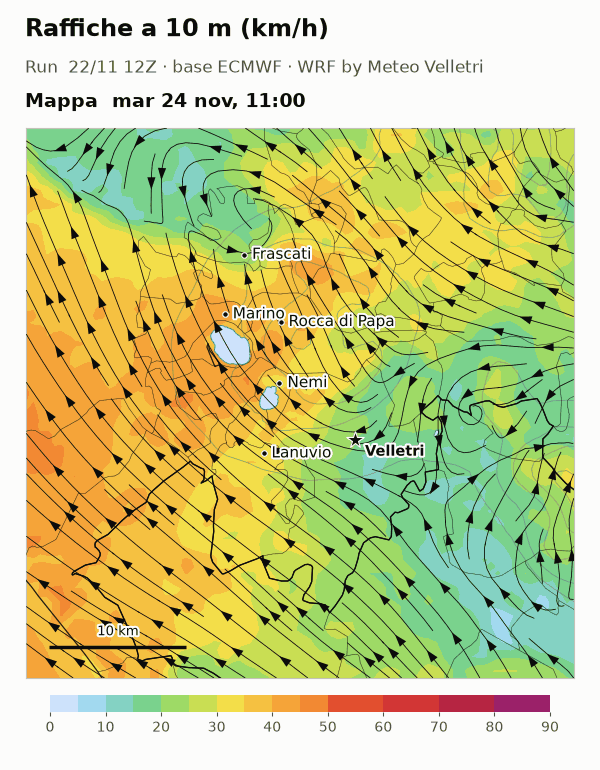 Raffiche a 10 m (km/h)
Run  22/11 12Z · base ECMWF · WRF by Meteo Velletri
Mappa  mar 24 nov, 11:00
Frascati
Marino
Rocca di Papa
Nemi
Velletri
Lanuvio
10 km
0 10 20 30 40 50 60 70 80 90